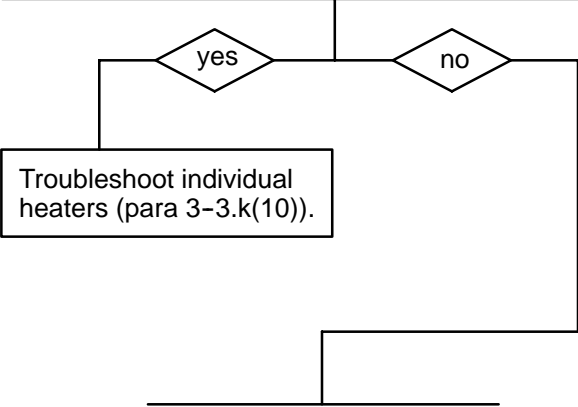 yes
no
Troubleshoot individual
heaters (para 3-3.k(10)).